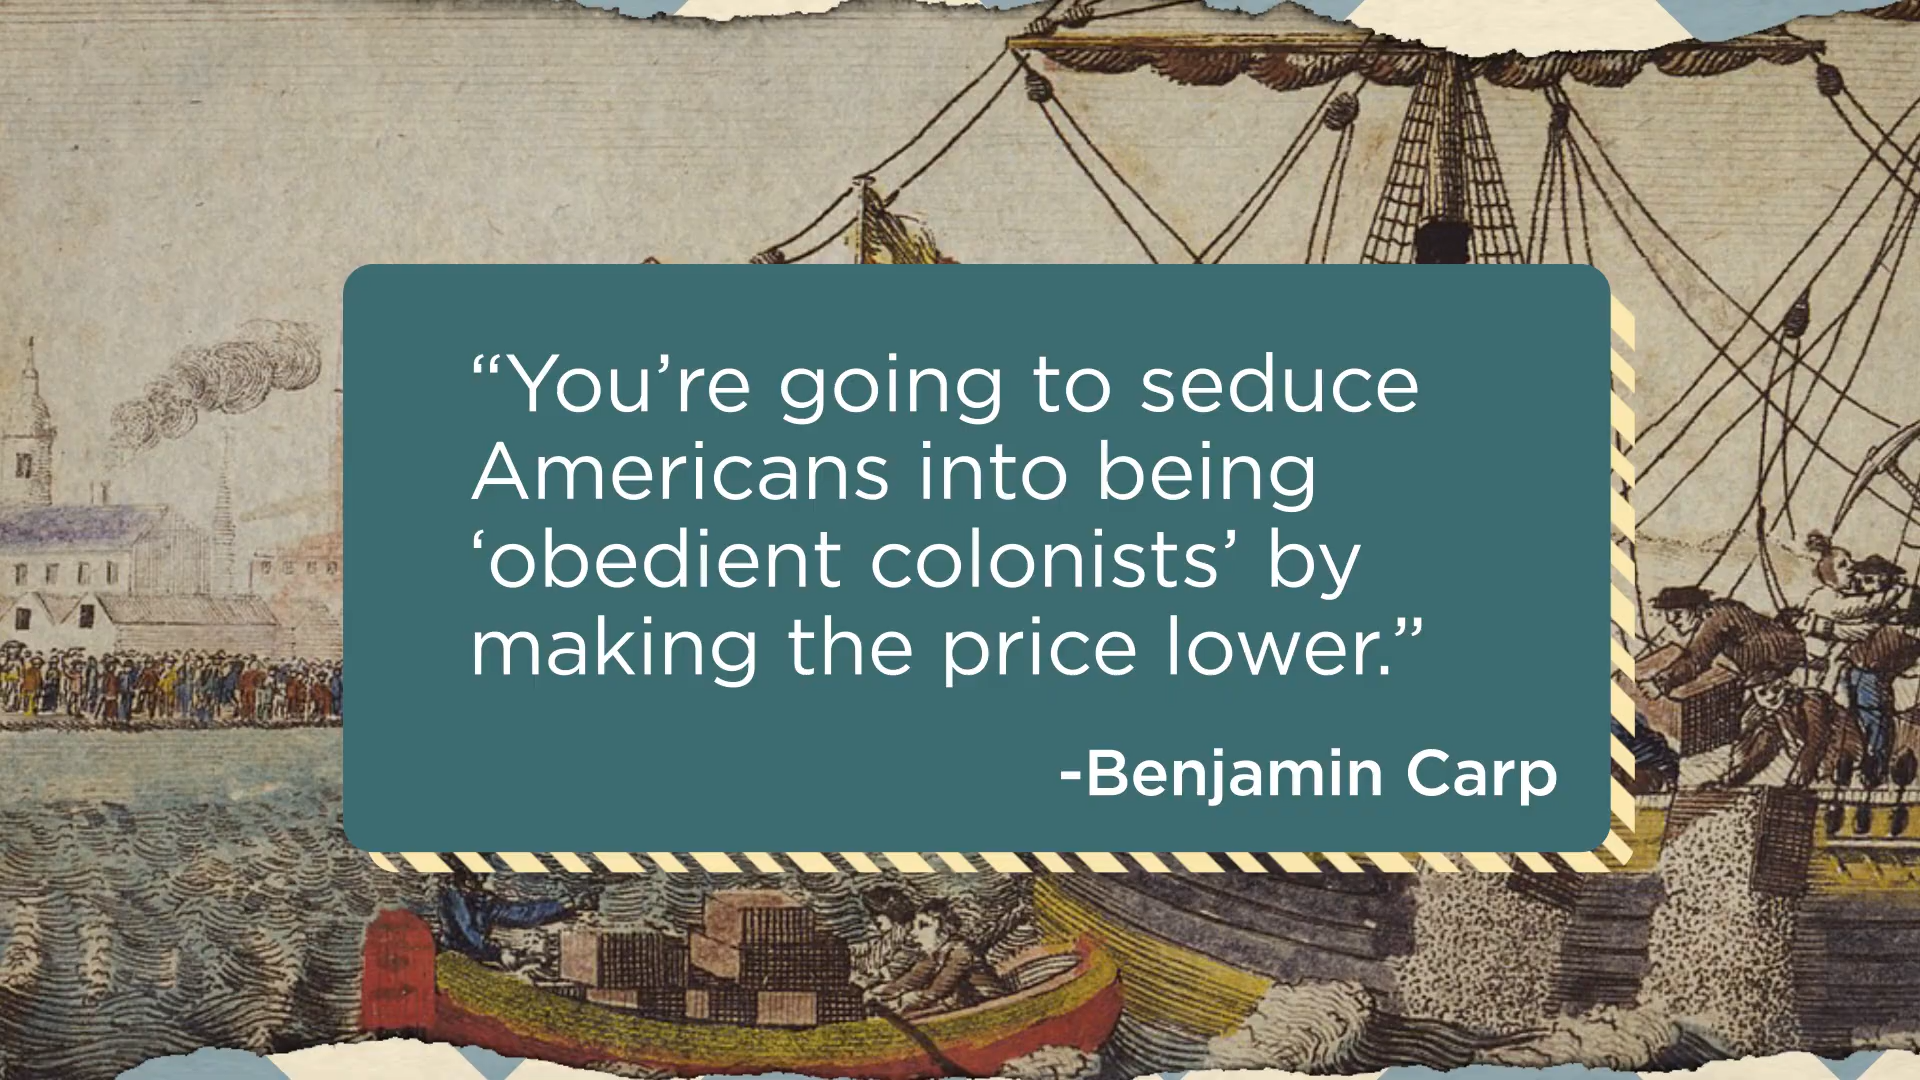 “You’re going to seduce
Americans into being
‘obedient colonists’ by
making the price lower.”
-Benjamin Carp